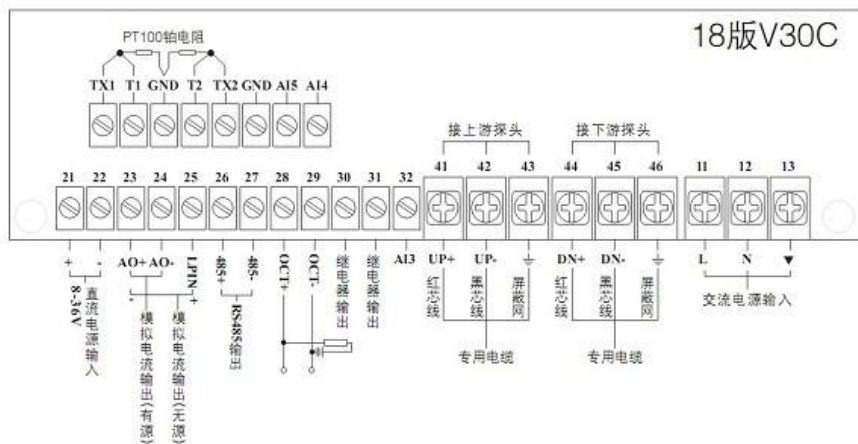 18版V30C
PT100铂电阻
TX1 T1 GND T2 TX2 GND AI5 AI4
接上游探头 接下游探头
21 22 23 24 25 26 27 28 29 30 31 32 41 42 43 44 45 46 11 12 13
+ - AO+ AO- LPIN+ 485+ 485- OCT+ OCT- 继电器输出 继电器输出 AI3 UP+ UP- DN+ DN- L N
8-36V
直流电源输入
- +
模拟电流输出(有源)
模拟电流输出(无源)
RS485输出
红芯线 黑芯线 屏蔽网 红芯线 黑芯线 屏蔽网
交流电源输入
专用电缆 专用电缆